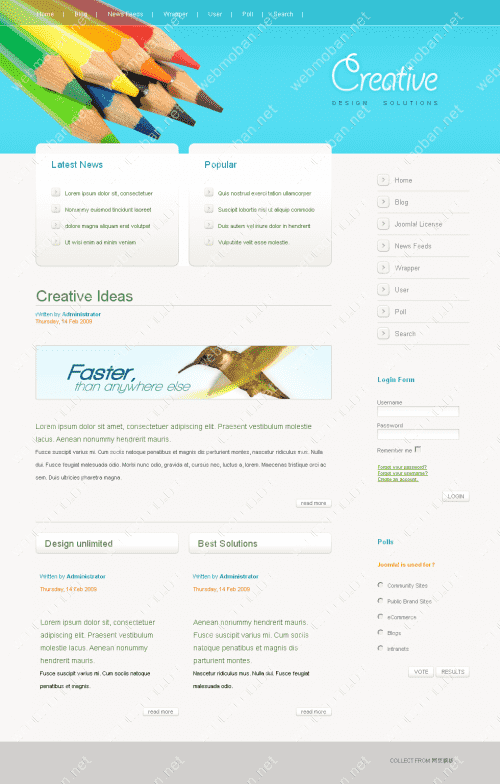 Home | Blog | News Feeds | Wrapper | User | Poll | Search |
Creative
DESIGN SOLUTIONS
Latest News
Lorem ipsum dolor sit, consectetuer
Nonummy euismod tincidunt laoreet
dolore magna aliquam erat volutpat
Ut wisi enim ad minim veniam
Popular
Quis nostrud exerci tation ullamcorper
Suscipit lobortis nisl ut aliquip commodo
Duis autem vel iriure dolor in hendrerit
Vulputate velit esse molestie.
Home
Blog
Joomla! License
News Feeds
Wrapper
User
Poll
Search
Creative Ideas
Written by Administrator
Thursday, 14 Feb 2009
Faster,
than anywhere else
Lorem ipsum dolor sit amet, consectetuer adipiscing elit. Praesent vestibulum molestie
lacus. Aenean nonummy hendrerit mauris.
Fusce suscipit varius mi. Cum sociis natoque penatibus et magnis dis parturient montes, nascetur ridiculus mus. Nulla
dui. Fusce feugiat malesuada odio. Morbi nunc odio, gravida at, cursus nec, luctus a, lorem. Maecenas tristique orci ac
sem. Duis ultricies pharetra magna.
read more
Login Form
Username
Password
Remember me
Forgot your password?
Forgot your username?
Create an account.
LOGIN
Design unlimited
Written by Administrator
Thursday, 14 Feb 2009
Lorem ipsum dolor sit, consectetuer
adipiscing elit. Praesent vestibulum
molestie lacus. Aenean nonummy
hendrerit mauris.
Fusce suscipit varius mi. Cum sociis natoque
penatibus et magnis.
read more
Best Solutions
Written by Administrator
Thursday, 14 Feb 2009
Aenean nonummy hendrerit mauris.
Fusce suscipit varius mi. Cum sociis
natoque penatibus et magnis dis
parturient montes.
Nascetur ridiculus mus. Nulla dui. Fusce feugiat
malesuada odio.
read more
Polls
Joomla! is used for?
Community Sites
Public Brand Sites
eCommerce
Blogs
Intranets
VOTE
RESULTS
COLLECT FROM
webmoban.net